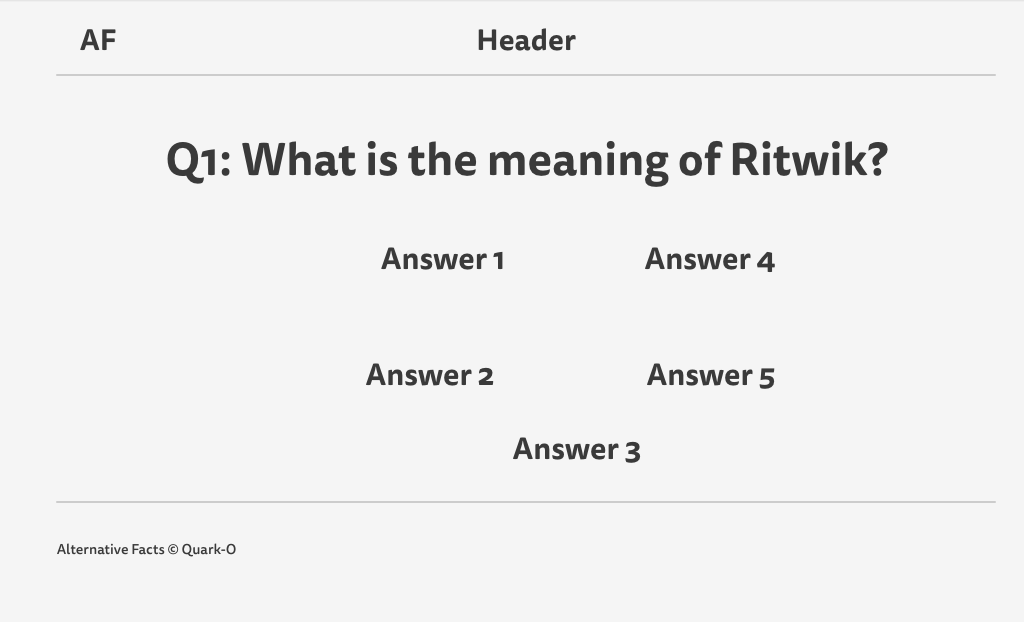 AF
Header
Q1: What is the meaning of Ritwik?
Answer 1
Answer 4
Answer 2
Answer 5
Answer 3
Alternative Facts © Quark-O